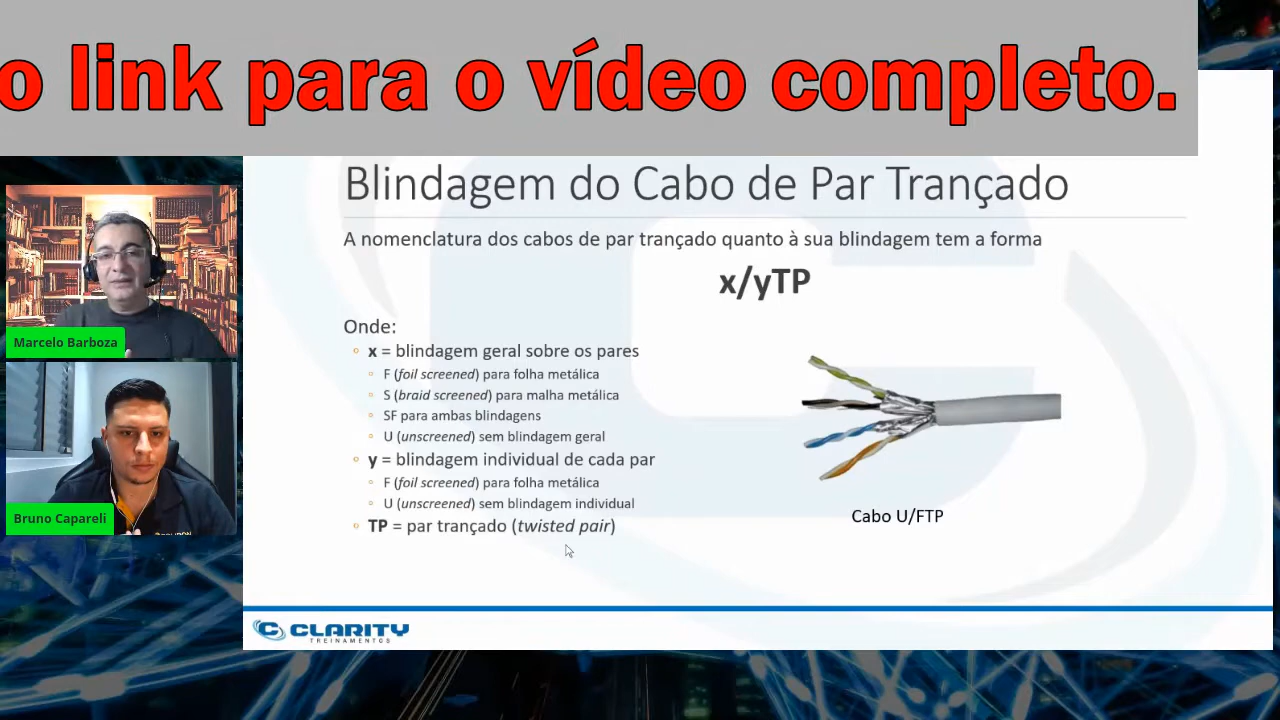 o link para o vídeo completo.
Blindagem do Cabo de Par Trançado
A nomenclatura dos cabos de par trançado quanto à sua blindagem tem a forma
x/yTP
Onde:
x = blindagem geral sobre os pares
F (foil screened) para folha metálica
S (braid screened) para malha metálica
SF para ambas blindagens
U (unscreened) sem blindagem geral
y = blindagem individual de cada par
F (foil screened) para folha metálica
U (unscreened) sem blindagem individual
TP = par trançado (twisted pair)
Cabo U/FTP
Marcelo Barboza
Bruno Capareli
CLARITY
TREINAMENTOS